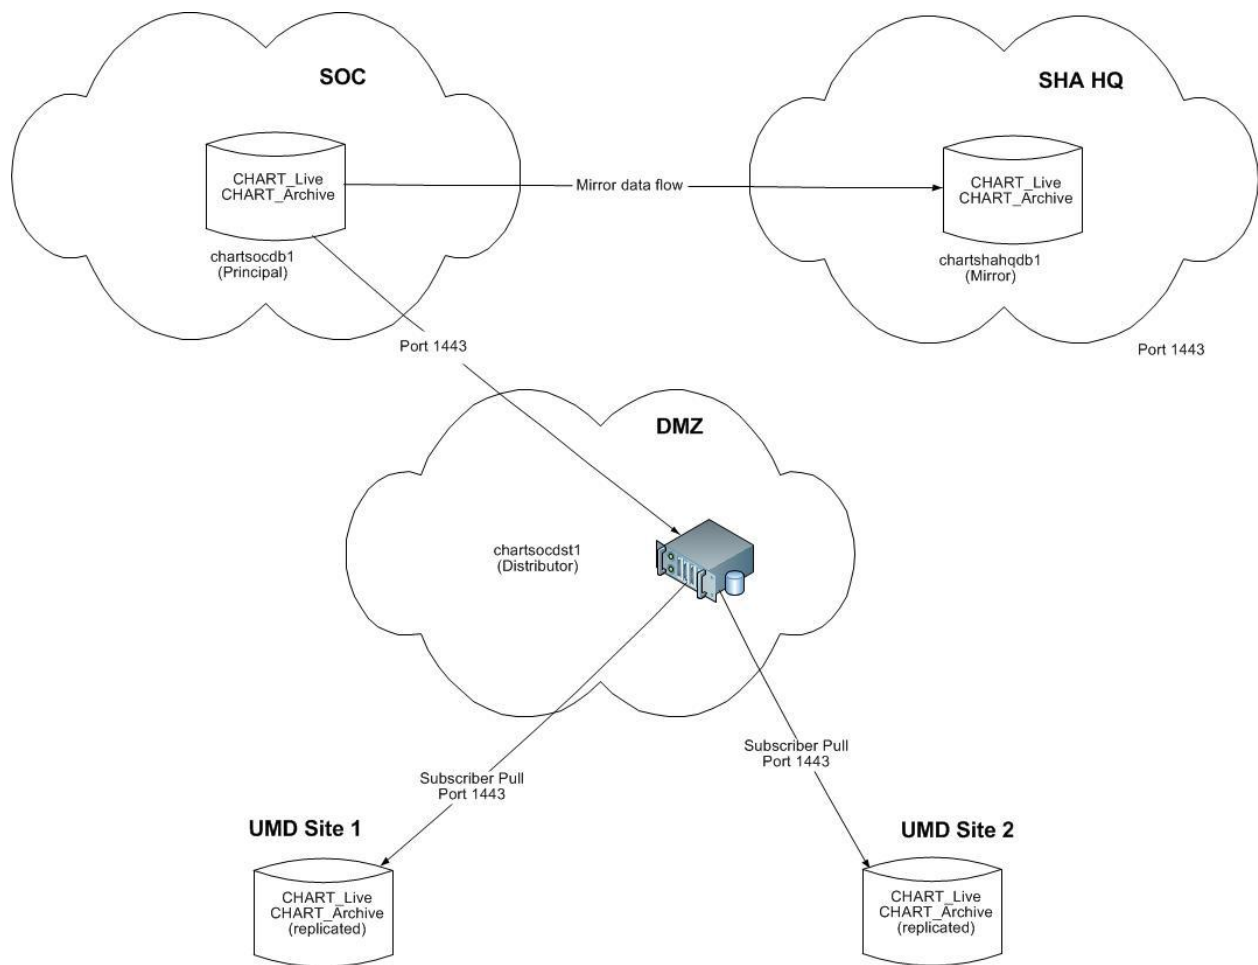 SOC
SHA HQ
CHART_Live
CHART_Archive
Mirror data flow
CHART_Live
CHART_Archive
chartsocdb1
(Principal)
chartshahqdb1
(Mirror)
Port 1443
Port 1443
DMZ
chartsocdst1
(Distributor)
Subscriber Pull
Port 1443
Subscriber Pull
Port 1443
UMD Site 1
UMD Site 2
CHART_Live
CHART_Archive
(replicated)
CHART_Live
CHART_Archive
(replicated)